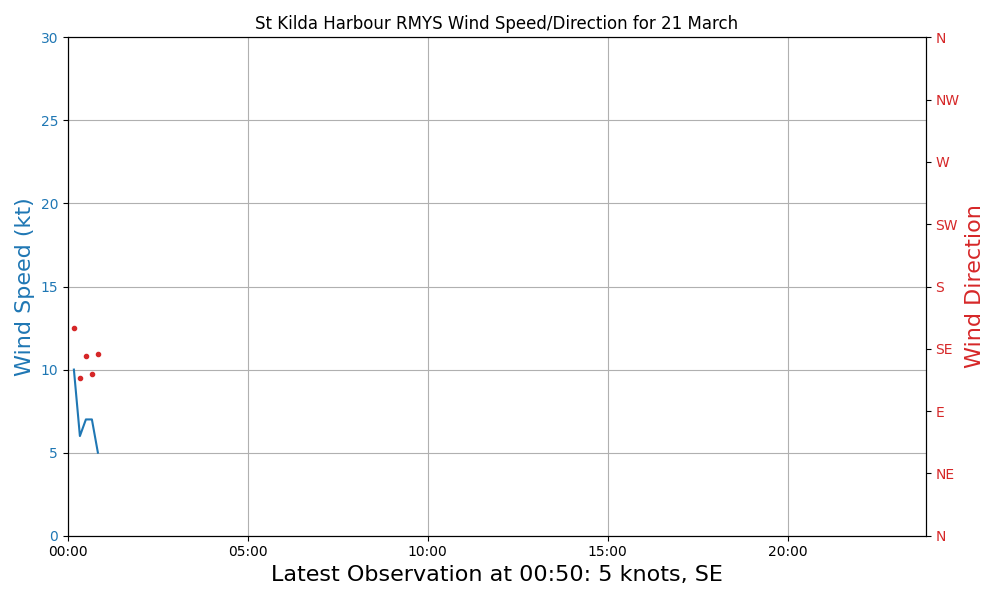 St Kilda Harbour RMYS Wind Speed/Direction for 21 March
Wind Speed (kt)
30
25
20
15
10
5
0
N
NW
W
SW
S
SE
E
NE
N
Wind Direction
00:00 05:00 10:00 15:00 20:00
Latest Observation at 00:50: 5 knots, SE